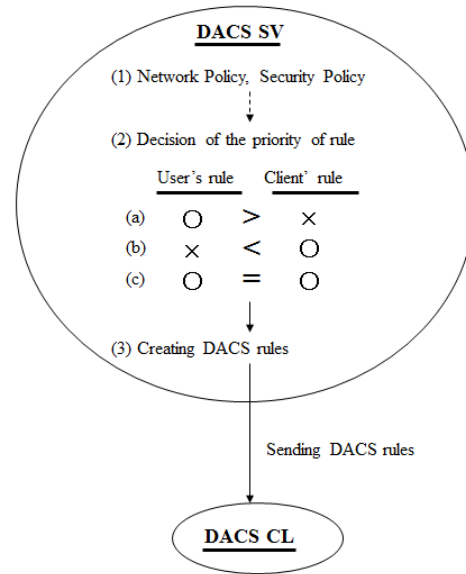 DACS SV
(1) Network Policy, Security Policy
(2) Decision of the priority of rule
User's rule Client' rule
(a) O > ×
(b) × < O
(c) O = O
(3) Creating DACS rules
Sending DACS rules
DACS CL